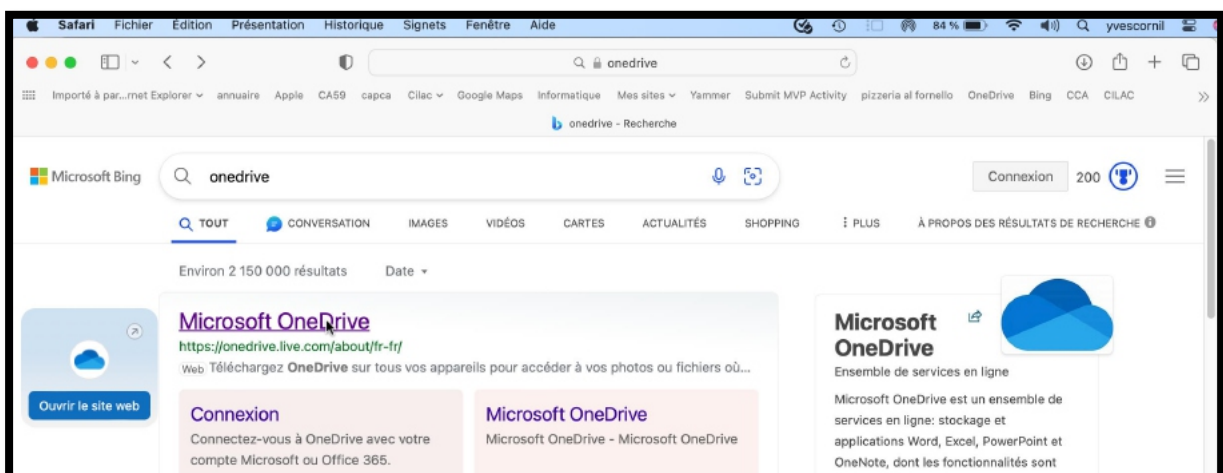 Safari Fichier Édition Présentation Historique Signets Fenêtre Aide 84 % yvescornil
onedrive
Importé à par...rnet Explorer annuaire Apple CA59 capca Cilac Google Maps Informatique Mes sites Yammer Submit MVP Activity pizzeria al fornello OneDrive Bing CCA CILAC
onedrive - Recherche
Microsoft Bing
onedrive
Connexion 200
TOUT CONVERSATION IMAGES VIDÉOS CARTES ACTUALITÉS SHOPPING PLUS À PROPOS DES RÉSULTATS DE RECHERCHE
Environ 2 150 000 résultats Date
Microsoft OneDrive
https://onedrive.live.com/about/fr-fr/
Web Téléchargez OneDrive sur tous vos appareils pour accéder à vos photos ou fichiers où...
Ouvrir le site web
Connexion
Connectez-vous à OneDrive avec votre
compte Microsoft ou Office 365.
Microsoft OneDrive
Microsoft OneDrive - Microsoft OneDrive
Microsoft
OneDrive
Ensemble de services en ligne
Microsoft OneDrive est un ensemble de
services en ligne: stockage et
applications Word, Excel, PowerPoint et
OneNote, dont les fonctionnalités sont